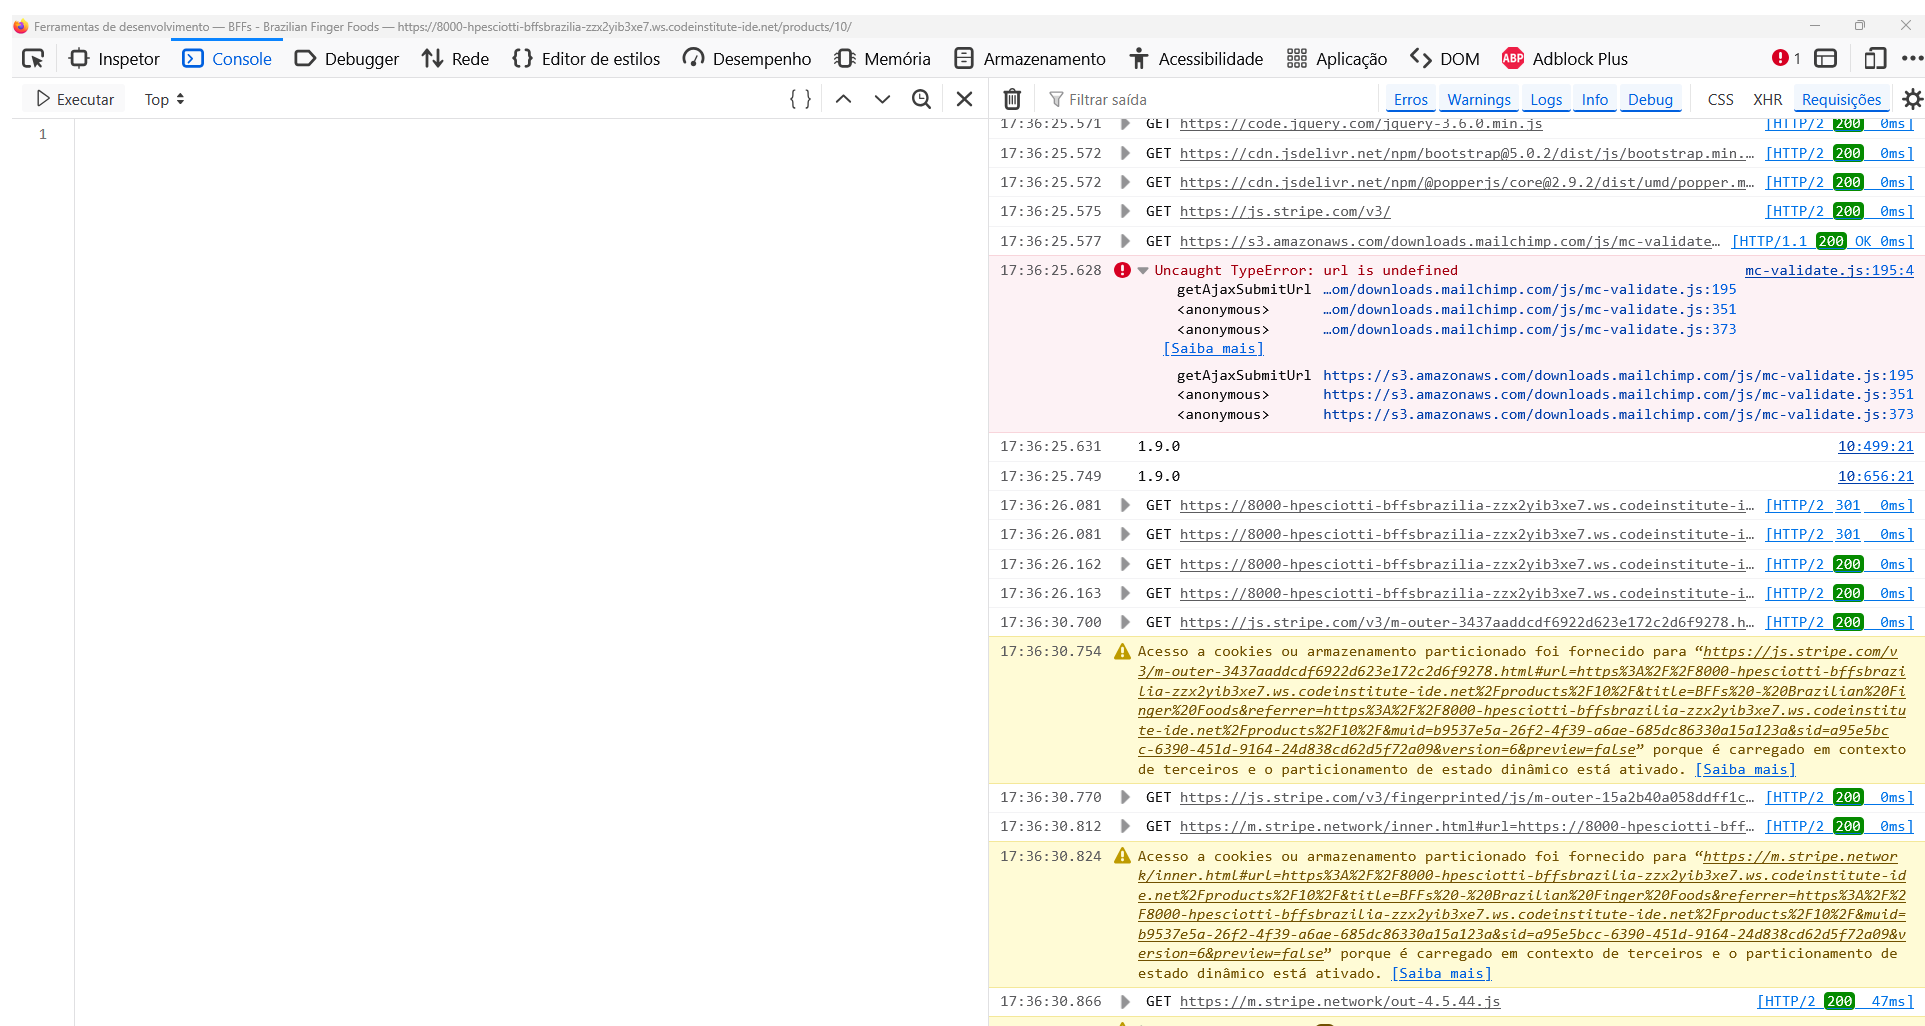 Ferramentas de desenvolvimento — BFFs - Brazilian Finger Foods — https://8000-hpesciotti-bffsbrazilia-zzx2yib3xe7.ws.codeinstitute-ide.net/products/10/
Inspetor Console Debugger Rede Editor de estilos Desempenho Memória Armazenamento Acessibilidade Aplicação DOM ABP Adblock Plus 1
Executar Top Filtrar saída Erros Warnings Logs Info Debug CSS XHR Requisições
1
17:36:25.571 GET https://code.jquery.com/jquery-3.6.0.min.js [HTTP/2 200 0ms]
17:36:25.572 GET https://cdn.jsdelivr.net/npm/bootstrap@5.0.2/dist/js/bootstrap.min.… [HTTP/2 200 0ms]
17:36:25.572 GET https://cdn.jsdelivr.net/npm/@popperjs/core@2.9.2/dist/umd/popper.m… [HTTP/2 200 0ms]
17:36:25.575 GET https://js.stripe.com/v3/ [HTTP/2 200 0ms]
17:36:25.577 GET https://s3.amazonaws.com/downloads.mailchimp.com/js/mc-validate… [HTTP/1.1 200 OK 0ms]
17:36:25.628 Uncaught TypeError: url is undefined mc-validate.js:195:4
getAjaxSubmitUrl …om/downloads.mailchimp.com/js/mc-validate.js:195
<anonymous> …om/downloads.mailchimp.com/js/mc-validate.js:351
<anonymous> …om/downloads.mailchimp.com/js/mc-validate.js:373
[Saiba mais]
getAjaxSubmitUrl https://s3.amazonaws.com/downloads.mailchimp.com/js/mc-validate.js:195
<anonymous> https://s3.amazonaws.com/downloads.mailchimp.com/js/mc-validate.js:351
<anonymous> https://s3.amazonaws.com/downloads.mailchimp.com/js/mc-validate.js:373
17:36:25.631 1.9.0 10:499:21
17:36:25.749 1.9.0 10:656:21
17:36:26.081 GET https://8000-hpesciotti-bffsbrazilia-zzx2yib3xe7.ws.codeinstitute-i… [HTTP/2 301 0ms]
17:36:26.081 GET https://8000-hpesciotti-bffsbrazilia-zzx2yib3xe7.ws.codeinstitute-i… [HTTP/2 301 0ms]
17:36:26.162 GET https://8000-hpesciotti-bffsbrazilia-zzx2yib3xe7.ws.codeinstitute-i… [HTTP/2 200 0ms]
17:36:26.163 GET https://8000-hpesciotti-bffsbrazilia-zzx2yib3xe7.ws.codeinstitute-i… [HTTP/2 200 0ms]
17:36:30.700 GET https://js.stripe.com/v3/m-outer-3437aaddcdf6922d623e172c2d6f9278.h… [HTTP/2 200 0ms]
17:36:30.754 Acesso a cookies ou armazenamento particionado foi fornecido para “https://js.stripe.com/v
3/m-outer-3437aaddcdf6922d623e172c2d6f9278.html#url=https%3A%2F%2F8000-hpesciotti-bffsbrazi
lia-zzx2yib3xe7.ws.codeinstitute-ide.net%2Fproducts%2F10%2F&title=BFFs%20-%20Brazilian%20Fi
nger%20Foods&referrer=https%3A%2F%2F8000-hpesciotti-bffsbrazilia-zzx2yib3xe7.ws.codeinstitu
te-ide.net%2Fproducts%2F10%2F&muid=b9537e5a-26f2-4f39-a6ae-685dc86330a15a123a&sid=a95e5bc
c-6390-451d-9164-24d838cd62d5f72a09&version=6&preview=false” porque é carregado em contexto
de terceiros e o particionamento de estado dinâmico está ativado. [Saiba mais]
17:36:30.770 GET https://js.stripe.com/v3/fingerprinted/js/m-outer-15a2b40a058ddff1c… [HTTP/2 200 0ms]
17:36:30.812 GET https://m.stripe.network/inner.html#url=https://8000-hpesciotti-bff… [HTTP/2 200 0ms]
17:36:30.824 Acesso a cookies ou armazenamento particionado foi fornecido para “https://m.stripe.networ
k/inner.html#url=https%3A%2F%2F8000-hpesciotti-bffsbrazilia-zzx2yib3xe7.ws.codeinstitute-id
e.net%2Fproducts%2F10%2F&title=BFFs%20-%20Brazilian%20Finger%20Foods&referrer=https%3A%2F%2
F8000-hpesciotti-bffsbrazilia-zzx2yib3xe7.ws.codeinstitute-ide.net%2Fproducts%2F10%2F&muid=
b9537e5a-26f2-4f39-a6ae-685dc86330a15a123a&sid=a95e5bcc-6390-451d-9164-24d838cd62d5f72a09&v
ersion=6&preview=false” porque é carregado em contexto de terceiros e o particionamento de
estado dinâmico está ativado. [Saiba mais]
17:36:30.866 GET https://m.stripe.network/out-4.5.44.js [HTTP/2 200 47ms]